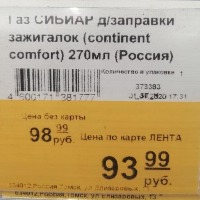 Газ СИБИАР д/заправки
зажигалок (continent
comfort) 270мл (Россия)
Количество в упаковке 1
373383
Цена без карты
98 99 руб.
Цена по карте ЛЕНТА
93 99 руб.